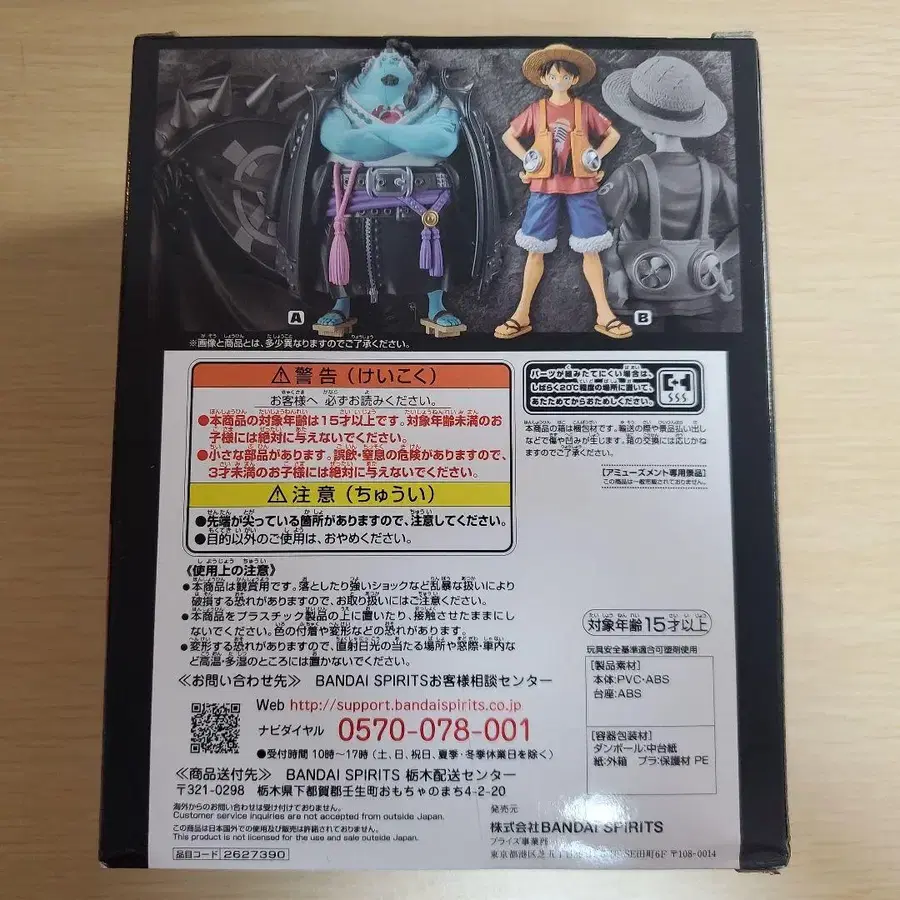 A
B
※画像と商品とは、多少異なりますのでご了承ください。
⚠警告（けいこく）
お客様へ 必ずお読みください。
●本商品の対象年齢は15才以上です。対象年齢未満のお
子様には絶対に与えないでください。
●小さな部品があります。誤飲・窒息の危険がありますので、
3才未満のお子様には絶対に与えないでください。
⚠注意（ちゅうい）
●先端が尖っている箇所がありますので、注意してください。
●目的以外のご使用は、おやめください。
《使用上の注意》
●本商品は観賞用です。落としたり強いショックなど乱暴な扱いにより
破損する恐れがありますので、お取り扱いにはご注意ください。
●本商品をプラスチック製品の上に置いたり、接触させたままにし
ないでください。色の付着や変形などの恐れがあります。
●変形する恐れがありますので、直射日光の当たる場所や窓際・車内な
ど高温・多湿のところには置かないでください。
≪お問い合わせ先≫ BANDAI SPIRITSお客様相談センター
Web http://support.bandaispirits.co.jp
ナビダイヤル 0570-078-001
●受付時間 10時〜17時（土、日、祝日、夏季・冬季休業日を除く）
≪商品送付先≫ BANDAI SPIRITS 栃木配送センター
〒321-0298 栃木県下都賀郡壬生町おもちゃのまち4-2-20
海外からのお問い合わせは受け付けておりません。
Customer service inquiries are not accepted from outside Japan.
この商品は日本国外での使用及び販売は許諾されておりません。
This product is not licensed for the use and sale outside Japan.
品目コード 2627390
パーツが組みたてにくい場合は、
しばらく20℃程度の場所に置いて、
あたためてからおためしください。
本商品の箱は梱包材です。輸送の際や景品払い出し
などで傷や凹みが生じます。箱の交換には応じかね
ますのでご了承ください。
［アミューズメント専用景品］
この商品は一般市販されておりません。
対象年齢15才以上
玩具安全基準適合可塑剤使用
［製品素材］
本体:PVC・ABS
台座:ABS
［容器包装材］
ダンボール:中台紙
紙:外箱 プラ:保護材 PE
発売元
株式会社BANDAI SPIRITS
プライズ事業
東京都港区芝五丁目 田町6F 〒108-0014